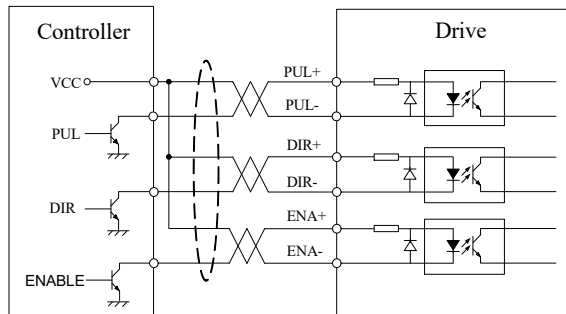 Controller
Drive
VCC
PUL+
PUL-
PUL
DIR+
DIR-
DIR
ENA+
ENA-
ENABLE